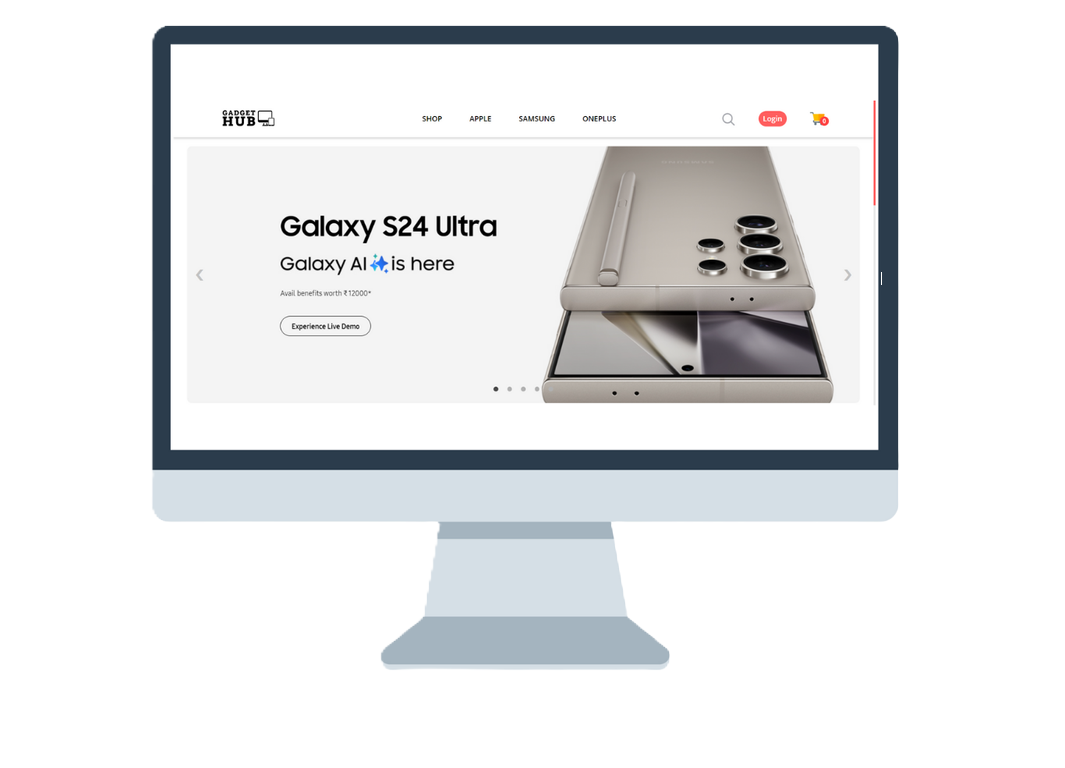 GADGET
HUB
SHOP APPLE SAMSUNG ONEPLUS Login 0
Galaxy S24 Ultra
Galaxy AI is here
Avail benefits worth ₹12000*
Experience Live Demo
SAMSUNG